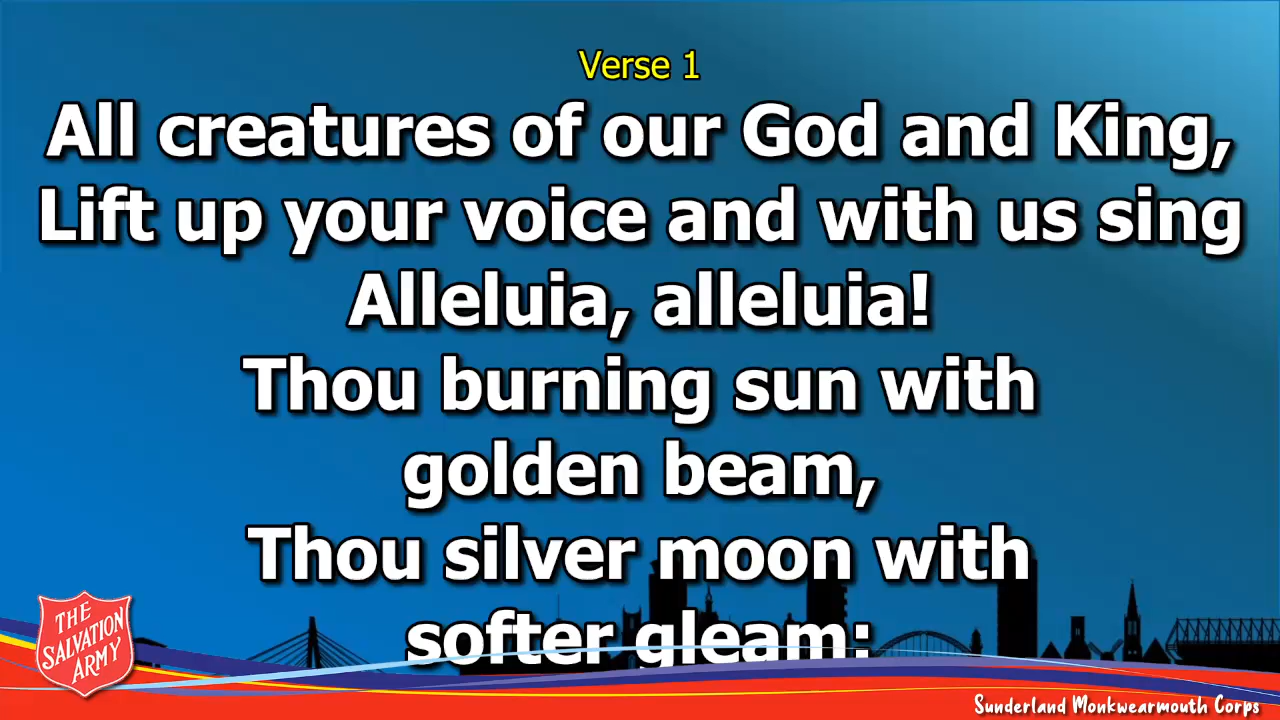 Verse 1
All creatures of our God and King,
Lift up your voice and with us sing
Alleluia, alleluia!
Thou burning sun with
golden beam,
Thou silver moon with
softer gleam:
THE
SALVATION
ARMY
Sunderland Monkwearmouth Corps